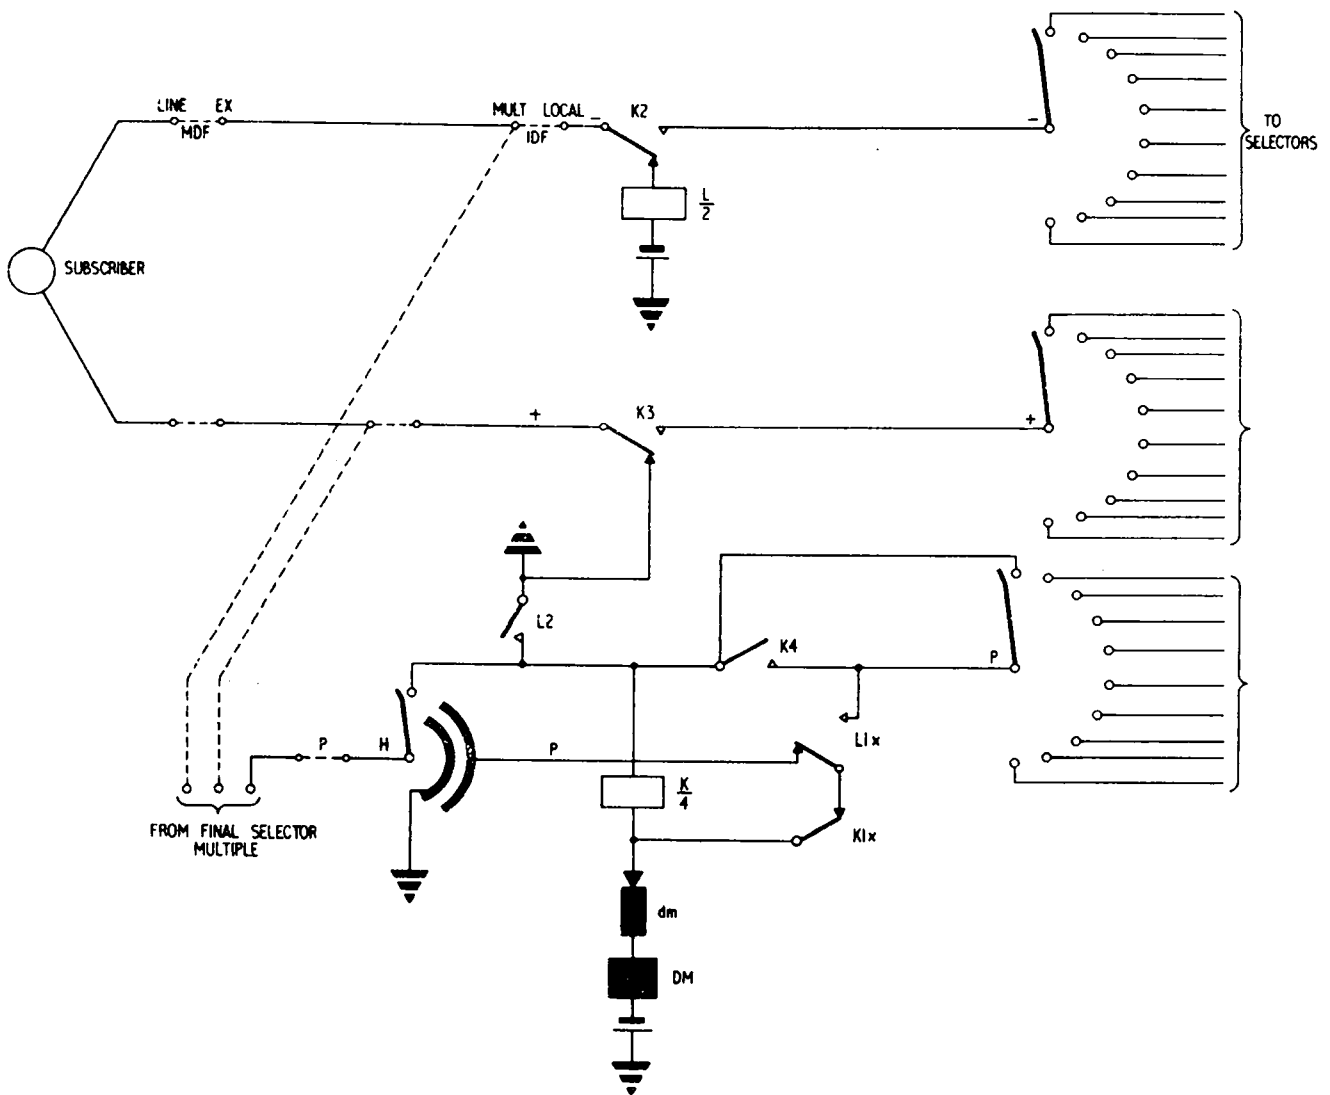 LINE EX
MDF
MULT LOCAL
IDF
-
K2
L
2
-
TO
SELECTORS
SUBSCRIBER
+
K3
+
L2
K4
P
P
H
P
L1x
K
4
K1x
FROM FINAL SELECTOR
MULTIPLE
dm
DM